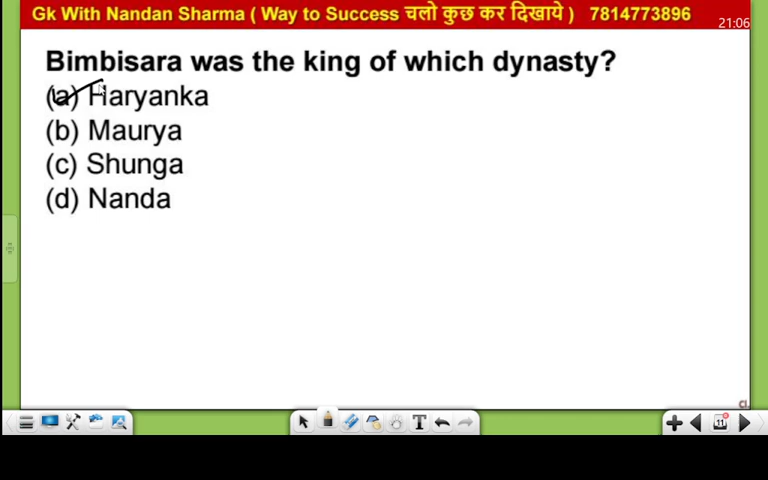 Gk With Nandan Sharma ( Way to Success चलो कुछ कर दिखाये ) 7814773896
21:06
Bimbisara was the king of which dynasty?
(a) Haryanka
(b) Maurya
(c) Shunga
(d) Nanda
T
11